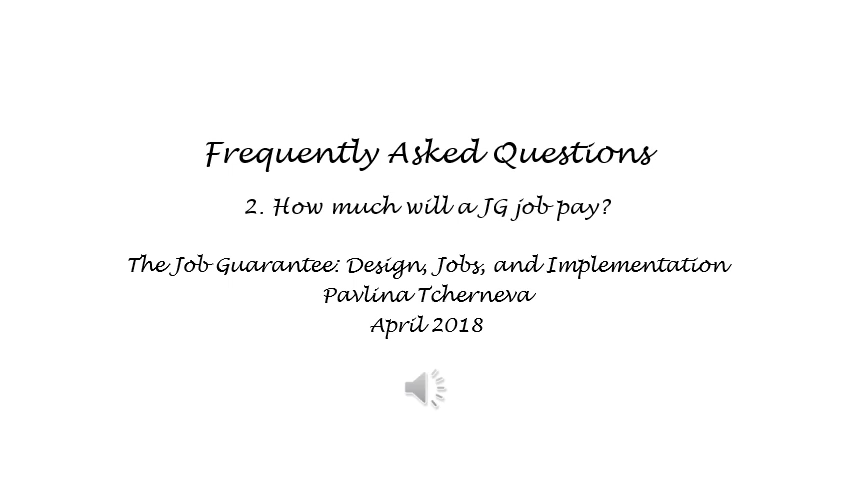 Frequently Asked Questions
2. How much will a JG job pay?
The Job Guarantee: Design, Jobs, and Implementation
Pavlina Tcherneva
April 2018